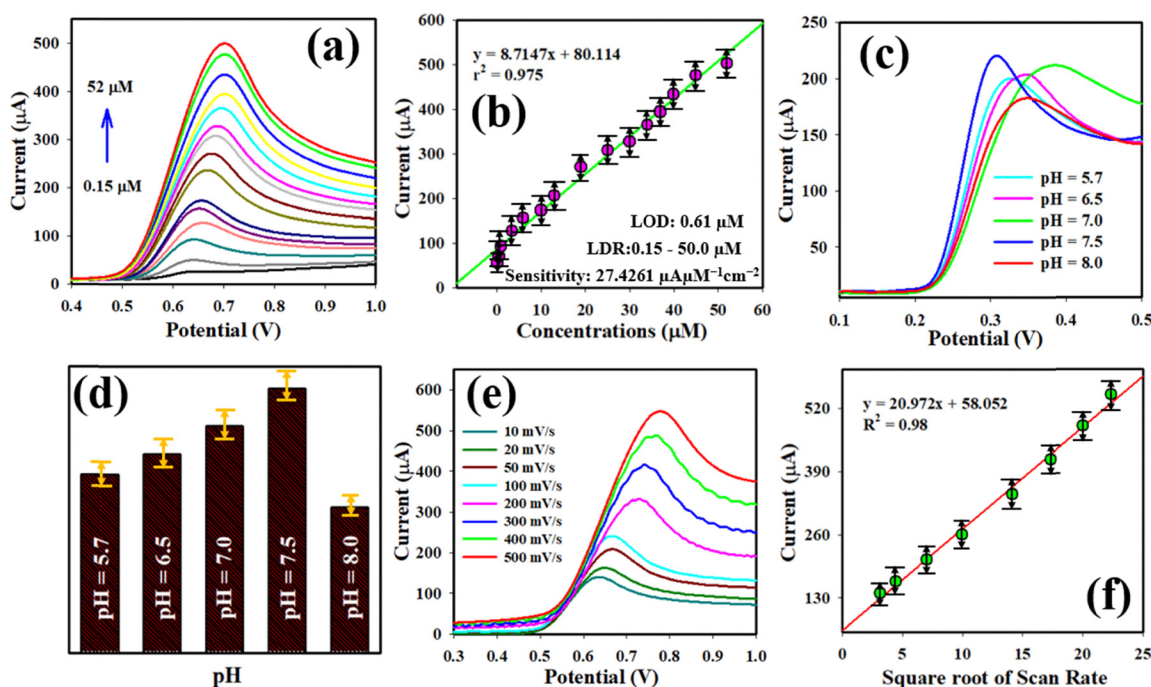 (a)
500
400
300
200
100
0
Current (µA)
52 µM
0.15 µM
0.4 0.5 0.6 0.7 0.8 0.9 1.0
Potential (V)
(b)
600
500
400
300
200
100
0
Current (µA)
y = 8.7147x + 80.114
r² = 0.975
LOD: 0.61 µM
LDR:0.15 - 50.0 µM
Sensitivity: 27.4261 µAµM⁻¹cm⁻²
0 10 20 30 40 50 60
Concentrations (µM)
(c)
200
150
100
50
Current (µA)
pH = 5.7
pH = 6.5
pH = 7.0
pH = 7.5
pH = 8.0
0.1 0.2 0.3 0.4 0.5
Potential (V)
(d)
pH = 5.7
pH = 6.5
pH = 7.0
pH = 7.5
pH = 8.0
pH
(e)
600
500
400
300
200
100
0
Current (µA)
10 mV/s
20 mV/s
50 mV/s
100 mV/s
200 mV/s
300 mV/s
400 mV/s
500 mV/s
0.3 0.4 0.5 0.6 0.7 0.8 0.9 1.0
Potential (V)
(f)
520
390
260
130
Current (µA)
y = 20.972x + 58.052
R² = 0.98
0 5 10 15 20 25
Square root of Scan Rate